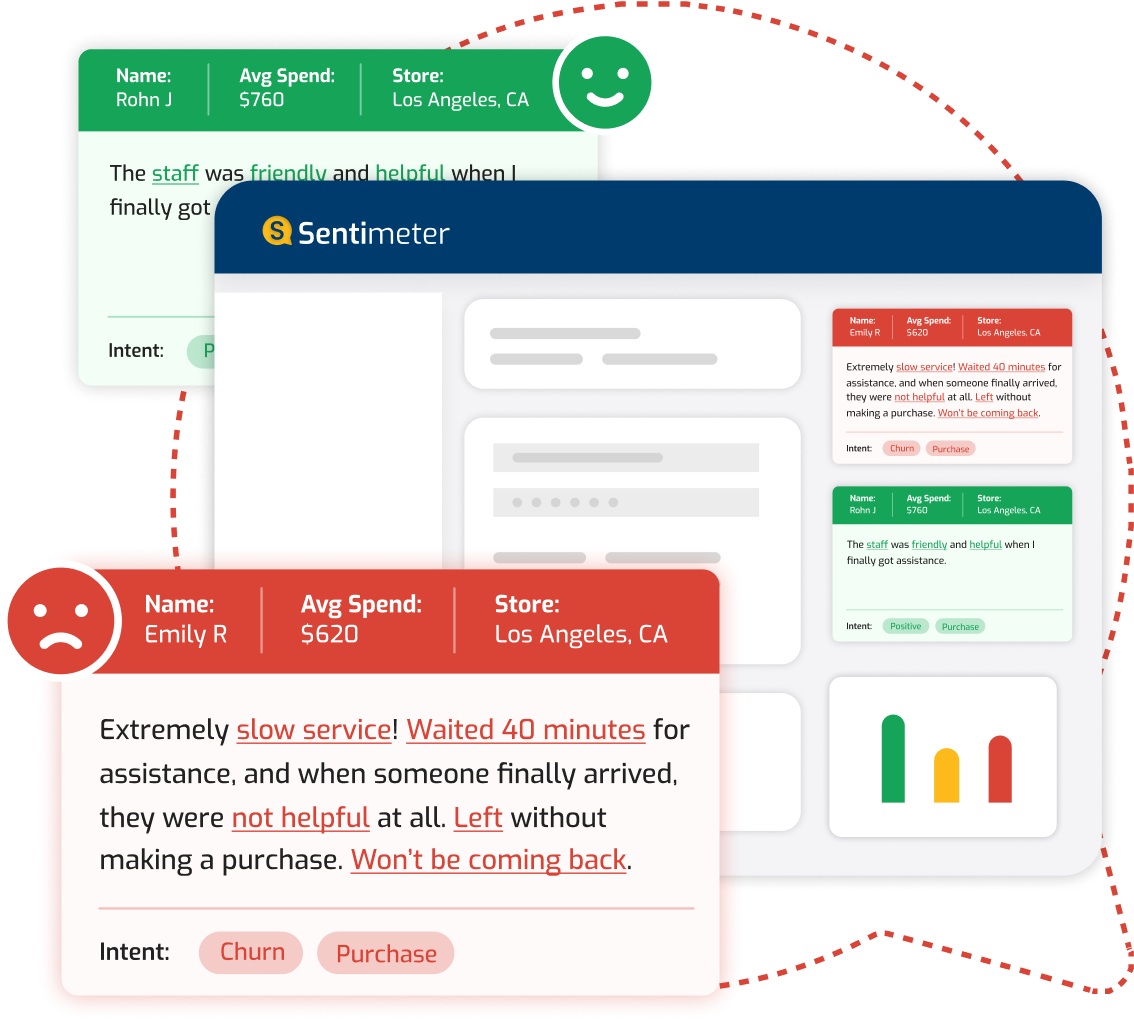 Name: Avg Spend: Store:
Rohn J $760 Los Angeles, CA
The staff was friendly and helpful when I
finally got
Intent: P
S Sentimeter
Name: Avg Spend: Store:
Emily R $620 Los Angeles, CA
Extremely slow service! Waited 40 minutes for
assistance, and when someone finally arrived,
they were not helpful at all. Left without
making a purchase. Won't be coming back.
Intent: Churn Purchase
Name: Avg Spend: Store:
Rohn J $760 Los Angeles, CA
The staff was friendly and helpful when I
finally got assistance.
Intent: Positive Purchase
Name: Avg Spend: Store:
Emily R $620 Los Angeles, CA
Extremely slow service! Waited 40 minutes for
assistance, and when someone finally arrived,
they were not helpful at all. Left without
making a purchase. Won’t be coming back.
Intent: Churn Purchase